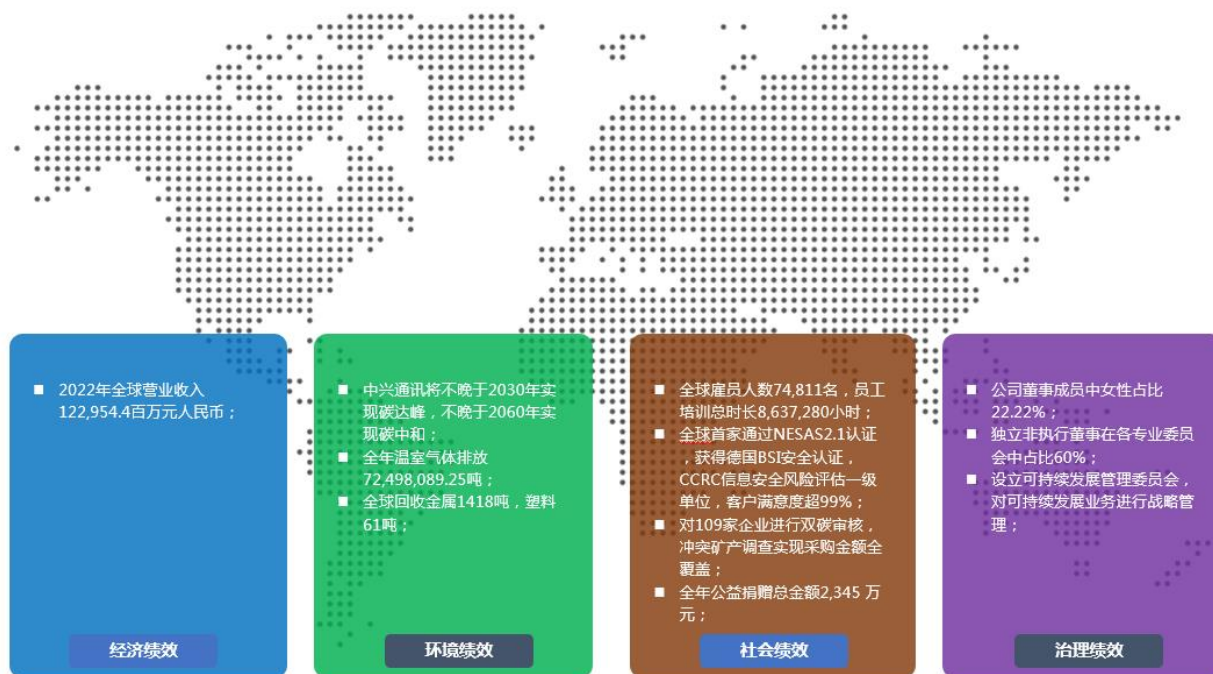 ■ 2022年全球营业收入
122,954.4百万元人民币；
经济绩效
■ 中兴通讯将不晚于2030年实
现碳达峰，不晚于2060年实
现碳中和；
■ 全年温室气体排放
72,498,089.25吨；
■ 全球回收金属1418吨，塑料
61吨；
环境绩效
■ 全球雇员人数74,811名，员工
培训总时长8,637,280小时；
■ 全球首家通过NESAS2.1认证
，获得德国BSI安全认证，
CCRC信息安全风险评估一级
单位，客户满意度超99%；
■ 对109家企业进行双碳审核，
冲突矿产调查实现采购金额全
覆盖；
■ 全年公益捐赠总金额2,345 万
元；
社会绩效
■ 公司董事成员中女性占比
22.22%；
■ 独立非执行董事在各专业委员
会中占比60%；
■ 设立可持续发展管理委员会，
对可持续发展业务进行战略管
理；
治理绩效